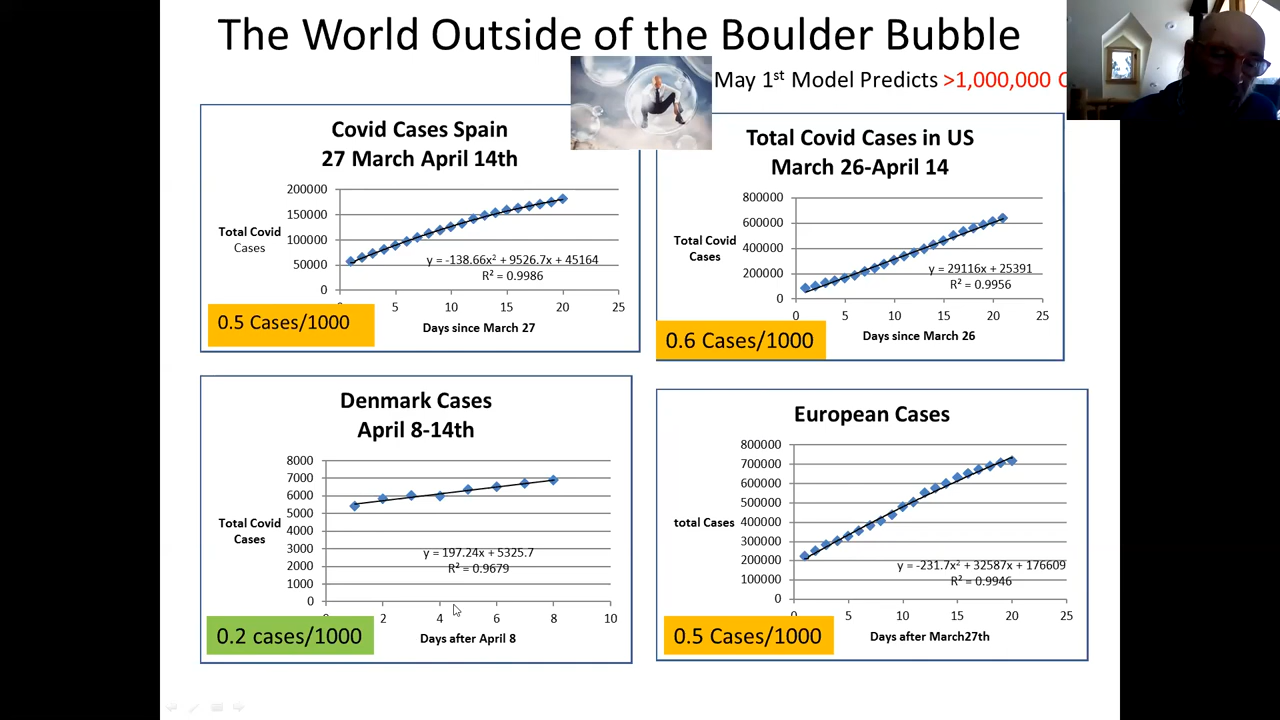 The World Outside of the Boulder Bubble
May 1st Model Predicts >1,000,000
Covid Cases Spain
27 March April 14th
200000
150000
100000
50000
0
Total Covid
Cases
y = -138.66x² + 9526.7x + 45164
R² = 0.9986
5
10
15
20
25
Days since March 27
0.5 Cases/1000
Total Covid Cases in US
March 26-April 14
800000
600000
400000
200000
0
Total Covid
Cases
y = 29116x + 25391
R² = 0.9956
0
5
10
15
20
25
Days since March 26
0.6 Cases/1000
Denmark Cases
April 8-14th
8000
7000
6000
5000
4000
3000
2000
1000
0
Total Covid
Cases
y = 197.24x + 5325.7
R² = 0.9679
2
4
6
8
10
Days after April 8
0.2 cases/1000
European Cases
800000
700000
600000
500000
400000
300000
200000
100000
0
total Cases
y = -231.7x² + 32587x + 176609
R² = 0.9946
0
5
10
15
20
25
Days after March27th
0.5 Cases/1000